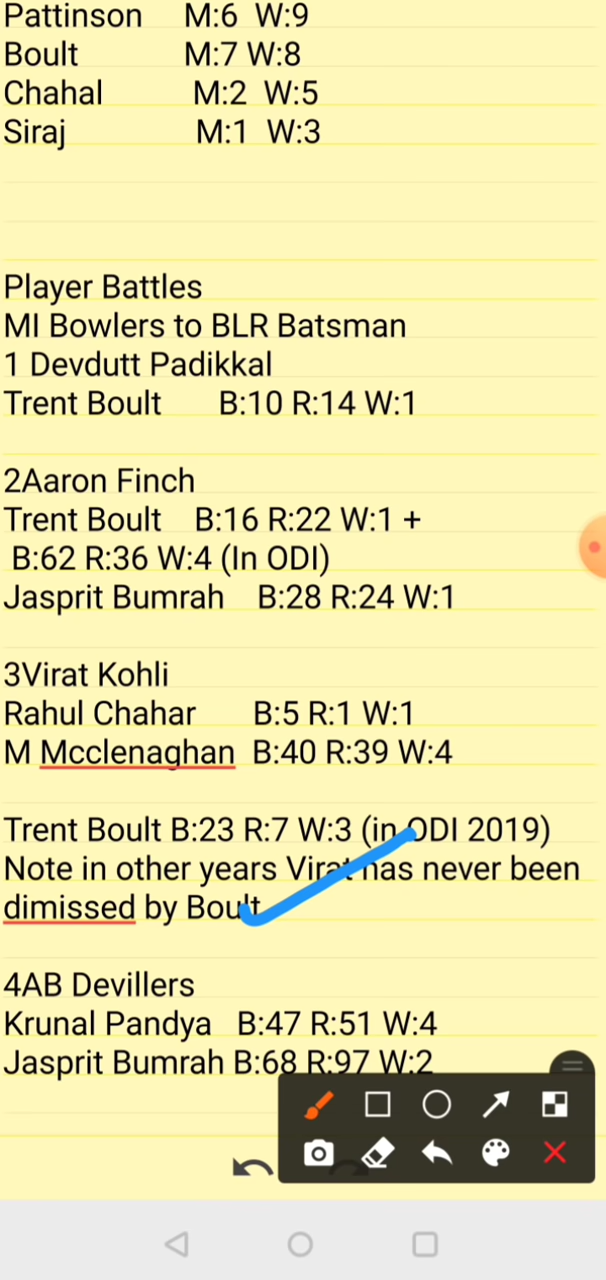 Pattinson M:6 W:9
Boult M:7 W:8
Chahal M:2 W:5
Siraj M:1 W:3
Player Battles
MI Bowlers to BLR Batsman
1 Devdutt Padikkal
Trent Boult B:10 R:14 W:1
2Aaron Finch
Trent Boult B:16 R:22 W:1 +
B:62 R:36 W:4 (In ODI)
Jasprit Bumrah B:28 R:24 W:1
3Virat Kohli
Rahul Chahar B:5 R:1 W:1
M Mcclenaghan B:40 R:39 W:4
Trent Boult B:23 R:7 W:3 (in ODI 2019)
Note in other years Virat has never been
dimissed by Boult
4AB Devillers
Krunal Pandya B:47 R:51 W:4
Jasprit Bumrah B:68 R:97 W:2